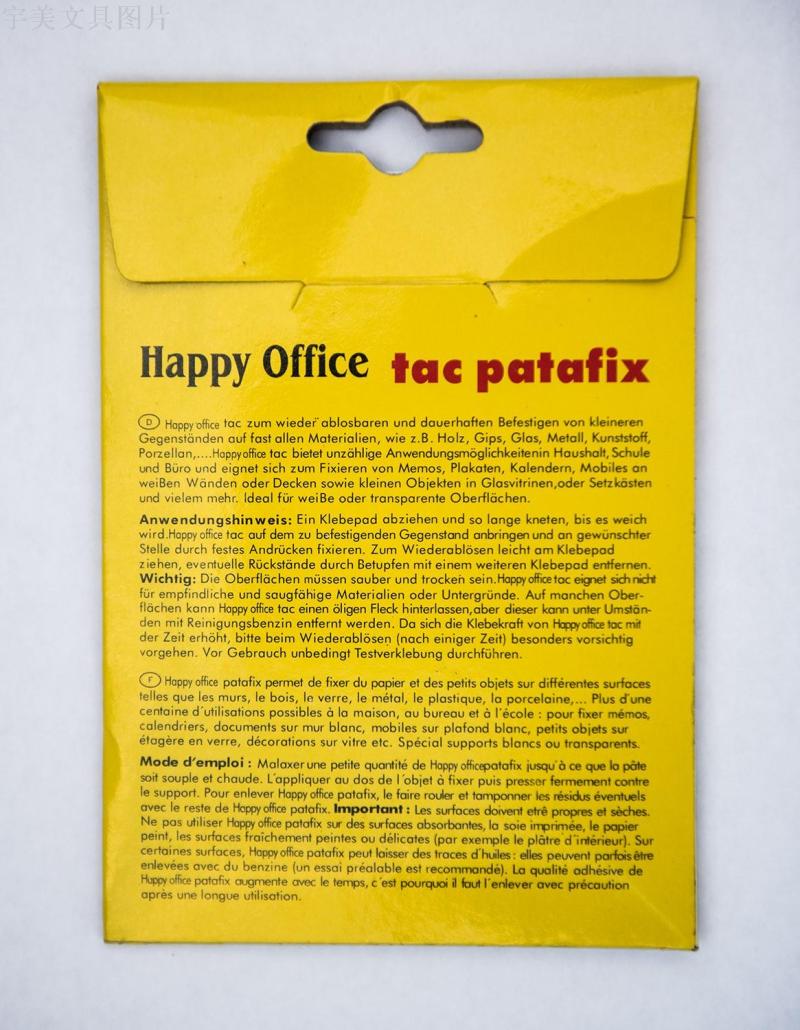 宇美文具图片
Happy Office tac patafix
D Happy office tac zum wieder ablosbaren und dauerhaften Befestigen von kleineren
Gegenständen auf fast allen Materialien, wie z.B. Holz, Gips, Glas, Metall, Kunststoff,
Porzellan,....Happy office tac bietet unzählige Anwendungsmöglichkeitenin Haushalt, Schule
und Büro und eignet sich zum Fixieren von Memos, Plakaten, Kalendern, Mobiles an
weiBen Wänden oder Decken sowie kleinen Objekten in Glasvitrinen,oder Setzkästen
und vielem mehr. Ideal für weiBe oder transparente Oberflächen.
Anwendungshinweis: Ein Klebepad abziehen und so lange kneten, bis es weich
wird.Happy office tac auf dem zu befestigenden Gegenstand anbringen und an gewünschter
Stelle durch festes Andrücken fixieren. Zum Wiederablösen leicht am Klebepad
ziehen, eventuelle Rückstände durch Betupfen mit einem weiteren Klebepad entfernen.
Wichtig: Die Oberflächen müssen sauber und trocken sein.Happy office tac eignet sich nicht
für empfindliche und saugfähige Materialien oder Untergründe. Auf manchen Ober-
flächen kann Happy office tac einen öligen Fleck hinterlassen,aber dieser kann unter Umstän-
den mit Reinigungsbenzin entfernt werden. Da sich die Klebekraft von Happy office tac mit
der Zeit erhöht, bitte beim Wiederablösen (nach einiger Zeit) besonders vorsichtig
vorgehen. Vor Gebrauch unbedingt Testverklebung durchführen.
F Happy office patafix permet de fixer du papier et des petits objets sur différentes surfaces
telles que les murs, le bois, le verre, le métal, le plastique, la porcelaine,... Plus d'une
centaine d'utilisations possibles à la maison, au bureau et à l'école : pour fixer mémos,
calendriers, documents sur mur blanc, mobiles sur plafond blanc, petits objets sur
étagère en verre, décorations sur vitre etc. Spécial supports blancs ou transparents.
Mode d'emploi : Malaxer une petite quantité de Happy officepatafix jusqu'à ce que la pâte
soit souple et chaude. L'appliquer au dos de l'objet à fixer puis presser fermement contre
le support. Pour enlever Happy office patafix, le faire rouler et tamponner les résidus éventuels
avec le reste de Happy office patafix. Important : Les surfaces doivent etrê propres et sèches.
Ne pas utiliser Happy office patafix sur des surfaces absorbantes, la soie imprimée, le papier
peint, les surfaces fraîchement peintes ou délicates (par exemple le plâtre d'intérieur). Sur
certaines surfaces, Happy office patafix peut laisser des traces d'huiles : elles peuvent parfois être
enlevées avec du benzine (un essai préalable est recommandé). La qualité adhésive de
Happy office patafix augmente avec le temps, c'est pourquoi il faut l'enlever avec précaution
après une longue utilisation.